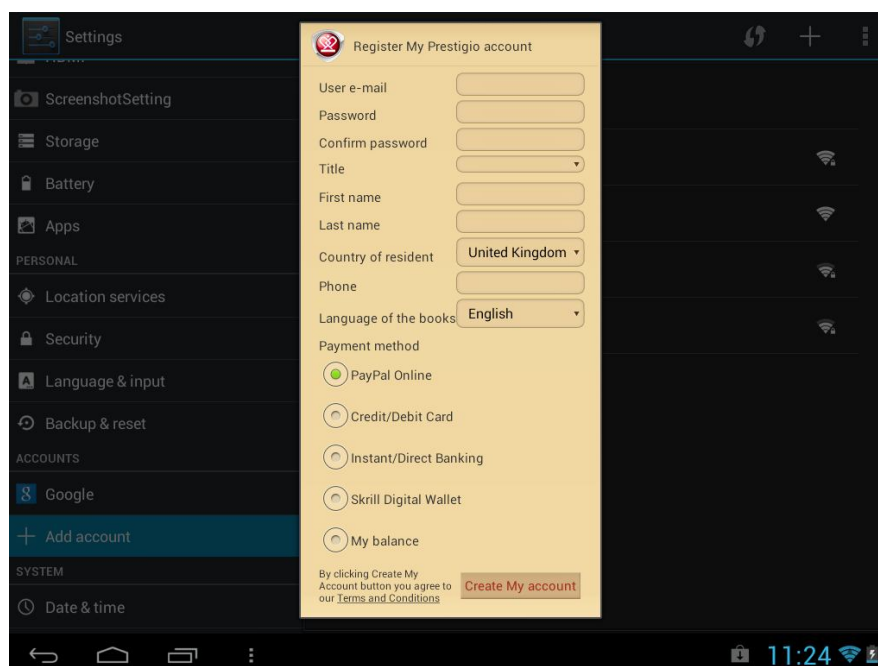 Settings
ScreenshotSetting
Storage
Battery
Apps
PERSONAL
Location services
Security
Language & input
Backup & reset
ACCOUNTS
Google
Add account
SYSTEM
Date & time
Register My Prestigio account
User e-mail
Password
Confirm password
Title
First name
Last name
Country of resident United Kingdom
Phone
Language of the books English
Payment method
PayPal Online
Credit/Debit Card
Instant/Direct Banking
Skrill Digital Wallet
My balance
By clicking Create My
Account button you agree to
our Terms and Conditions
Create My account
11:24